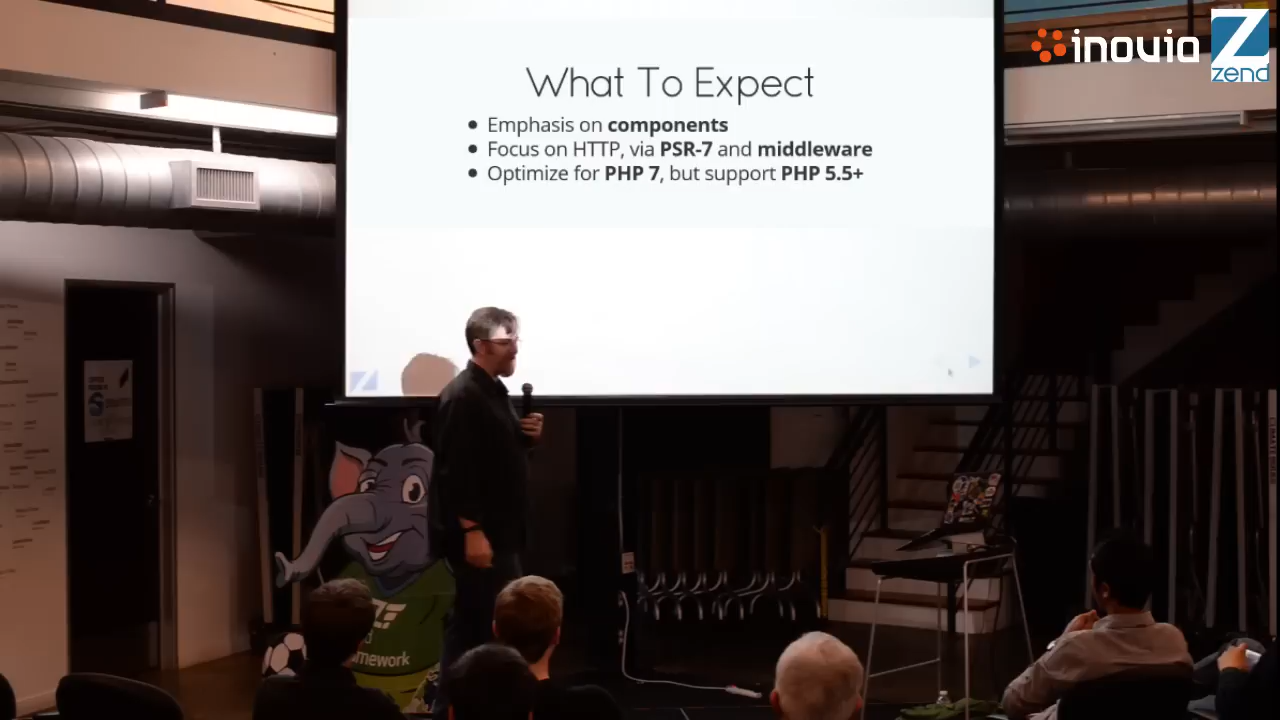 inovia
zend
What To Expect
Emphasis on components
Focus on HTTP, via PSR-7 and middleware
Optimize for PHP 7, but support PHP 5.5+
mework